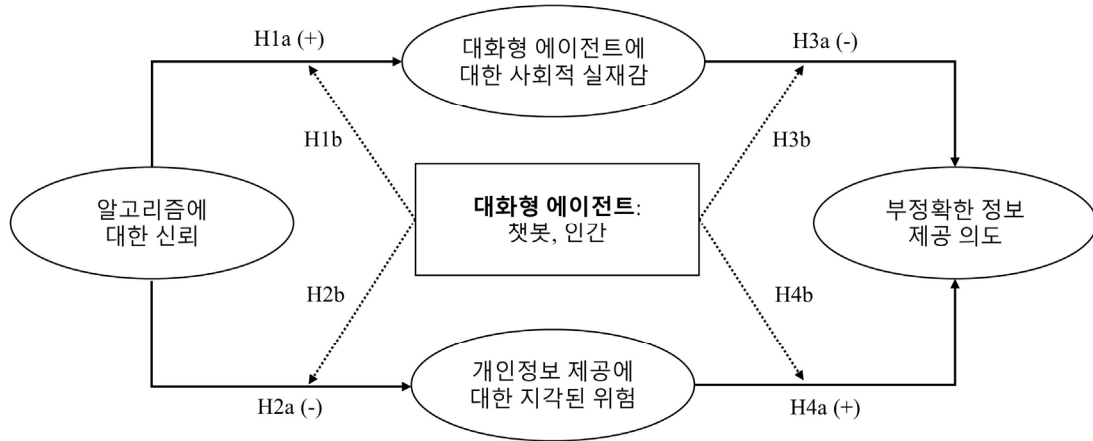 H1a (+)
대화형 에이전트에
대한 사회적 실재감
H3a (-)
H1b
H3b
알고리즘에
대한 신뢰
대화형 에이전트:
챗봇, 인간
부정확한 정보
제공 의도
H2b
H4b
개인정보 제공에
대한 지각된 위험
H2a (-)
H4a (+)